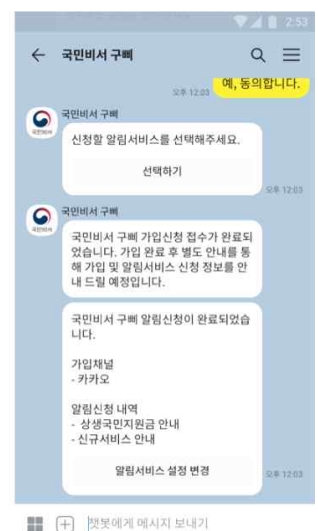 2:53
국민비서 구삐
예, 동의합니다.
오후 12:03
국민비서 구삐
신청할 알림서비스를 선택해주세요.
선택하기
오후 12:03
국민비서 구삐
국민비서 구삐 가입신청 접수가 완료되
었습니다. 가입 완료 후 별도 안내를 통
해 가입 및 알림서비스 신청 정보를 안
내 드릴 예정입니다.
국민비서 구삐 알림신청이 완료되었습
니다.
가입채널
- 카카오
알림신청 내역
- 상생국민지원금 안내
- 신규서비스 안내
알림서비스 설정 변경
오후 12:03
챗봇에게 메시지 보내기